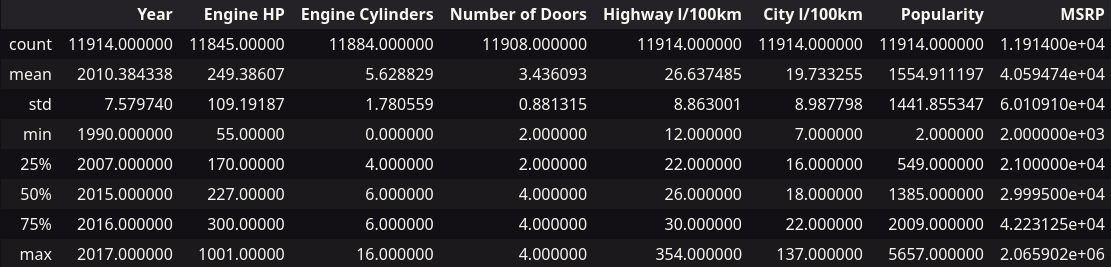 Year Engine HP Engine Cylinders Number of Doors Highway l/100km City l/100km Popularity MSRP
count 11914.000000 11845.00000 11884.000000 11908.000000 11914.000000 11914.000000 11914.000000 1.191400e+04
mean 2010.384338 249.38607 5.628829 3.436093 26.637485 19.733255 1554.911197 4.059474e+04
std 7.579740 109.19187 1.780559 0.881315 8.863001 8.987798 1441.855347 6.010910e+04
min 1990.000000 55.00000 0.000000 2.000000 12.000000 7.000000 2.000000 2.000000e+03
25% 2007.000000 170.00000 4.000000 2.000000 22.000000 16.000000 549.000000 2.100000e+04
50% 2015.000000 227.00000 6.000000 4.000000 26.000000 18.000000 1385.000000 2.999500e+04
75% 2016.000000 300.00000 6.000000 4.000000 30.000000 22.000000 2009.000000 4.223125e+04
max 2017.000000 1001.00000 16.000000 4.000000 354.000000 137.000000 5657.000000 2.065902e+06